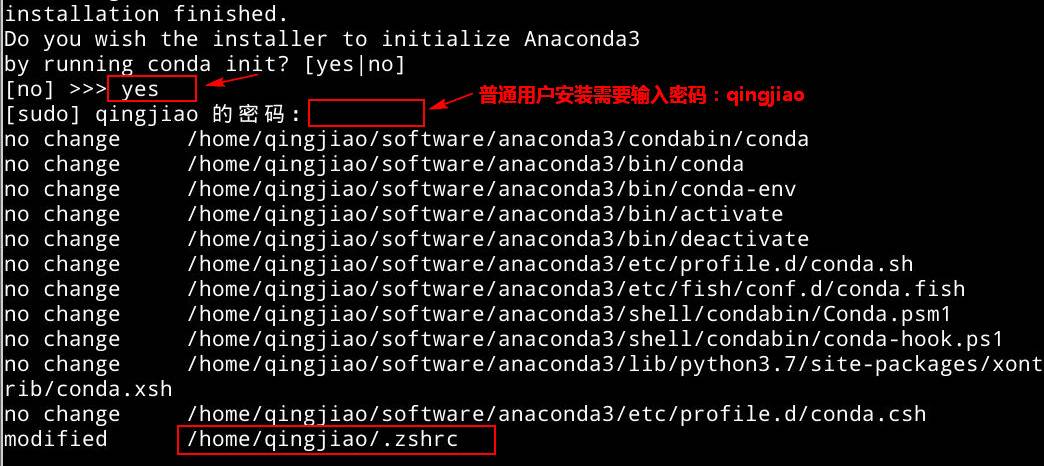 installation finished.
Do you wish the installer to initialize Anaconda3
by running conda init? [yes|no]
[no] >>> yes
普通用户安装需要输入密码：qingjiao
[sudo] qingjiao 的密码：
no change /home/qingjiao/software/anaconda3/condabin/conda
no change /home/qingjiao/software/anaconda3/bin/conda
no change /home/qingjiao/software/anaconda3/bin/conda-env
no change /home/qingjiao/software/anaconda3/bin/activate
no change /home/qingjiao/software/anaconda3/bin/deactivate
no change /home/qingjiao/software/anaconda3/etc/profile.d/conda.sh
no change /home/qingjiao/software/anaconda3/etc/fish/conf.d/conda.fish
no change /home/qingjiao/software/anaconda3/shell/condabin/Conda.psm1
no change /home/qingjiao/software/anaconda3/shell/condabin/conda-hook.ps1
no change /home/qingjiao/software/anaconda3/lib/python3.7/site-packages/xont
rib/conda.xsh
no change /home/qingjiao/software/anaconda3/etc/profile.d/conda.csh
modified /home/qingjiao/.zshrc